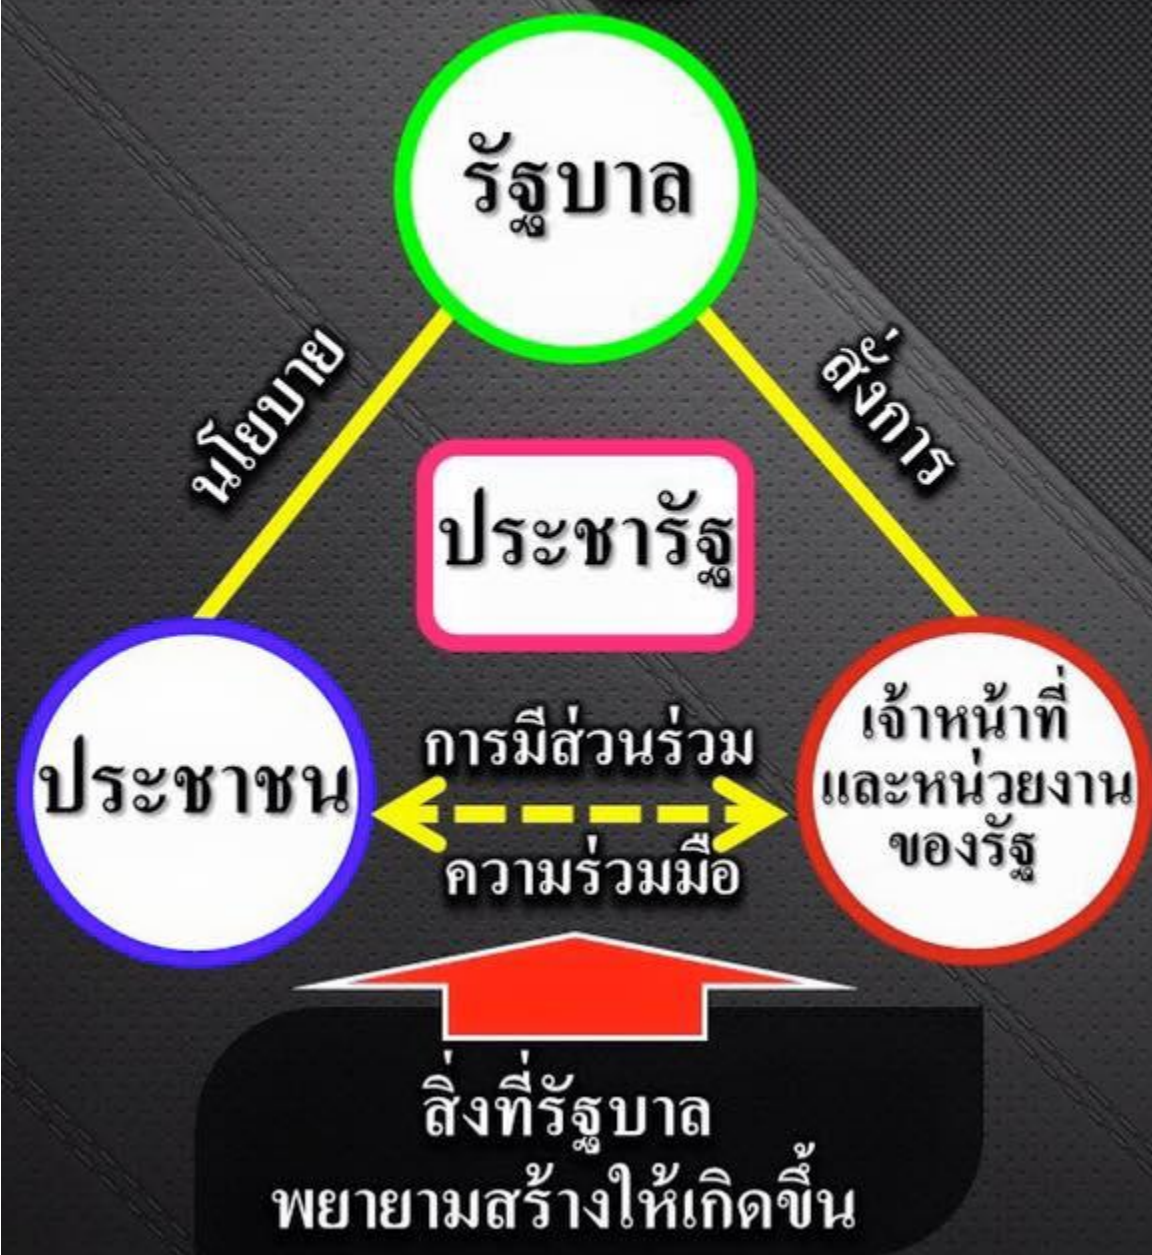 รัฐบาล
นโยบาย
สั่งการ
ประชารัฐ
ประชาชน
การมีส่วนร่วม
ความร่วมมือ
เจ้าหน้าที่
และหน่วยงาน
ของรัฐ
สิ่งที่รัฐบาล
พยายามสร้างให้เกิดขึ้น